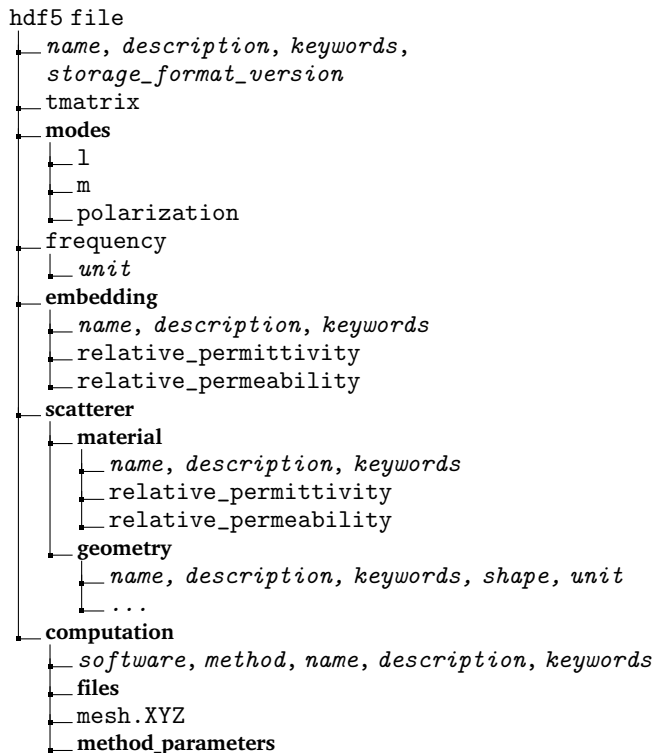 hdf5 file
name, description, keywords,
storage_format_version
tmatrix
modes
l
m
polarization
frequency
unit
embedding
name, description, keywords
relative_permittivity
relative_permeability
scatterer
material
name, description, keywords
relative_permittivity
relative_permeability
geometry
name, description, keywords, shape, unit
...
computation
software, method, name, description, keywords
files
mesh.XYZ
method_parameters